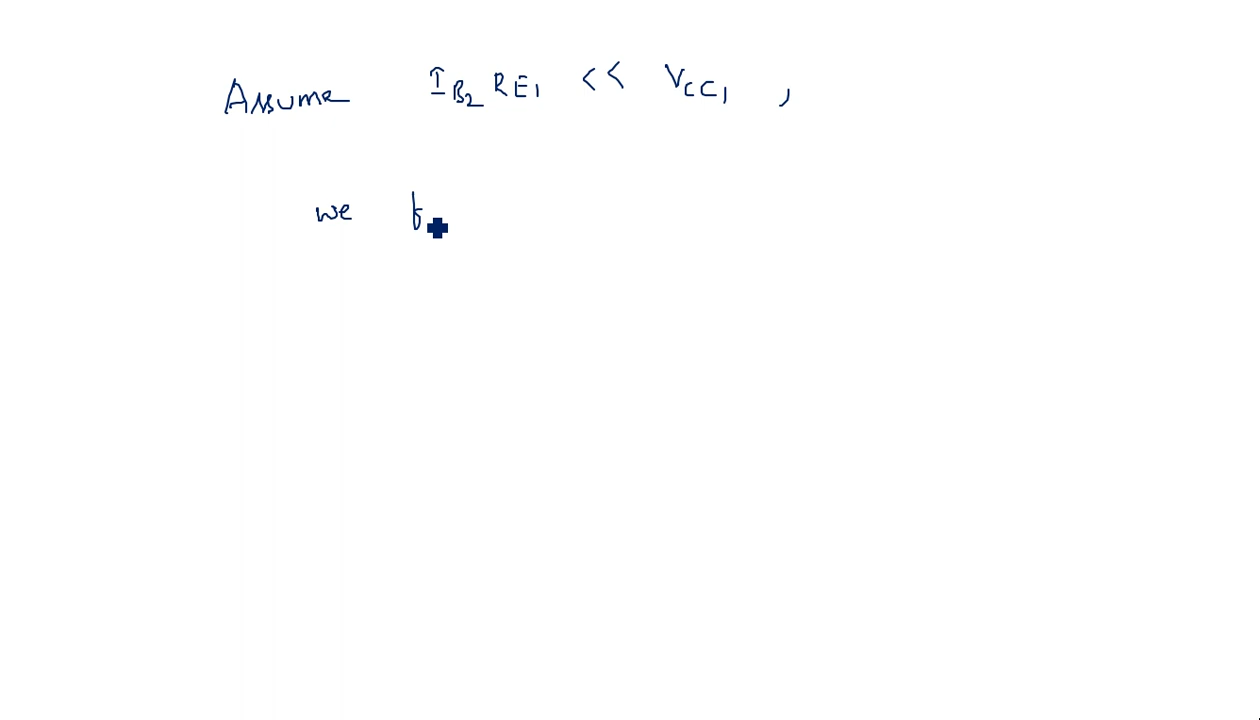 Assume I_B2 RE1 << VCC1 ,
we